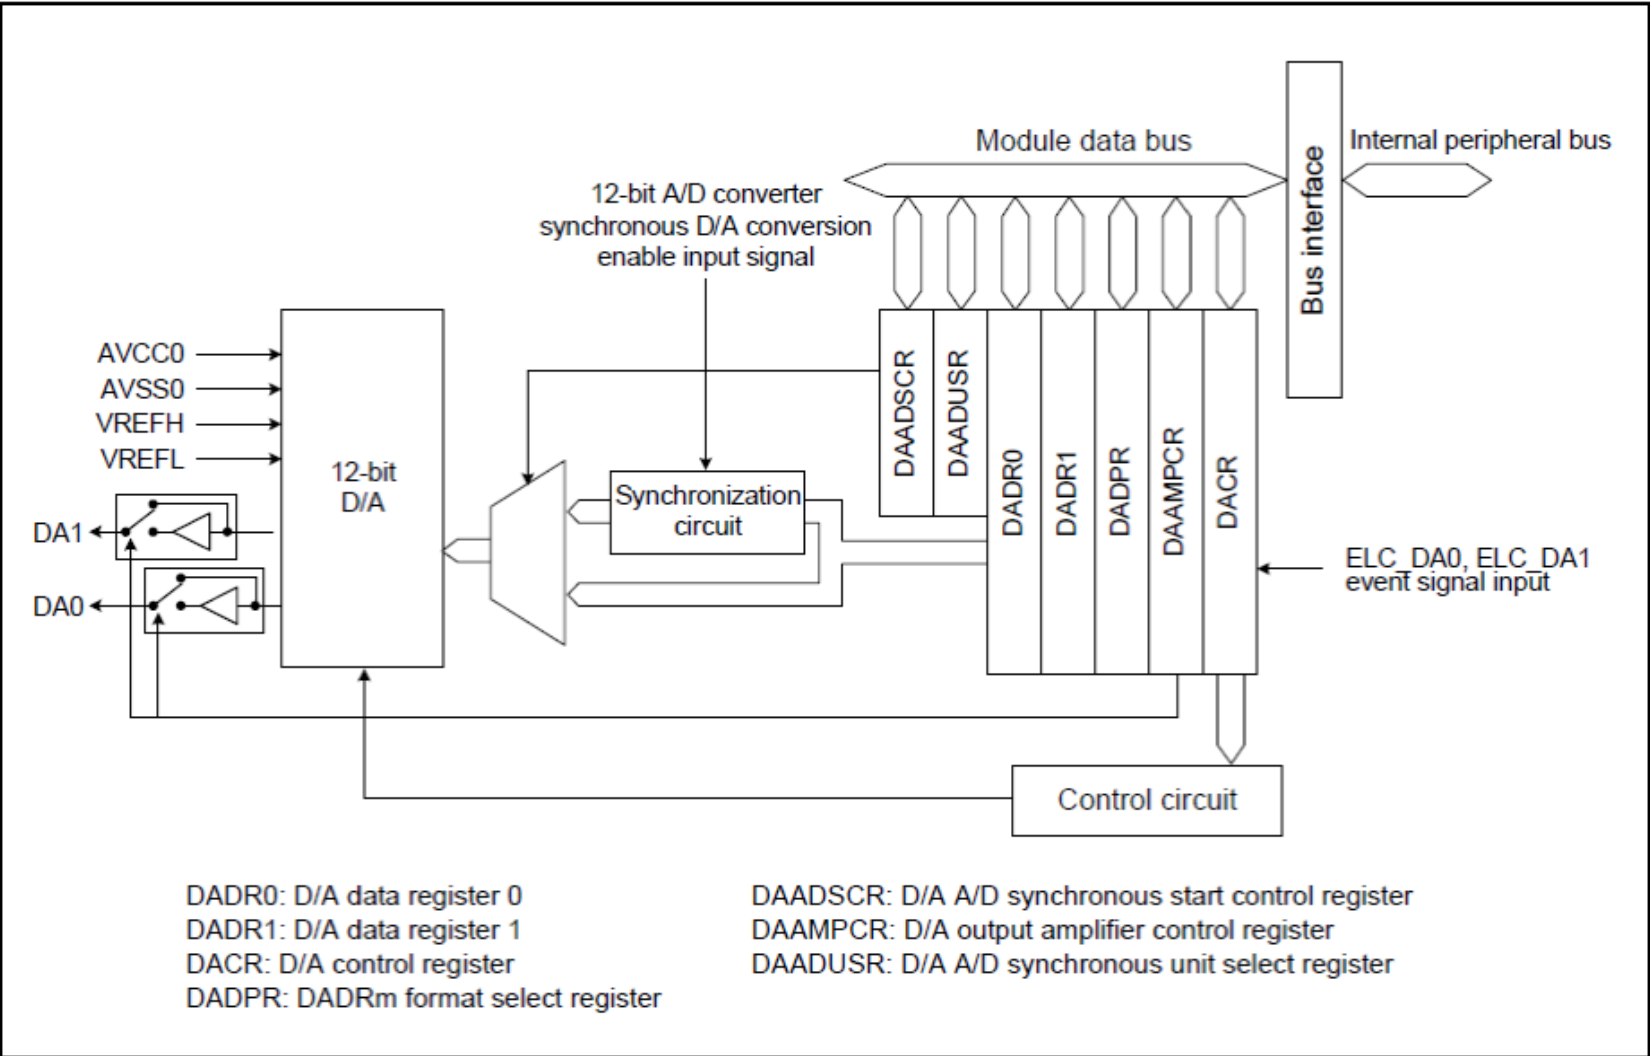 Module data bus
Internal peripheral bus
Bus interface
12-bit A/D converter
synchronous D/A conversion
enable input signal
AVCC0
AVSS0
VREFH
VREFL
12-bit
D/A
DA1
DA0
Synchronization
circuit
DAADSCR
DAADUSR
DADR0
DADR1
DADPR
DAAMPCR
DACR
ELC_DA0, ELC_DA1
event signal input
Control circuit
DADR0: D/A data register 0
DADR1: D/A data register 1
DACR: D/A control register
DADPR: DADRm format select register
DAADSCR: D/A A/D synchronous start control register
DAAMPCR: D/A output amplifier control register
DAADUSR: D/A A/D synchronous unit select register